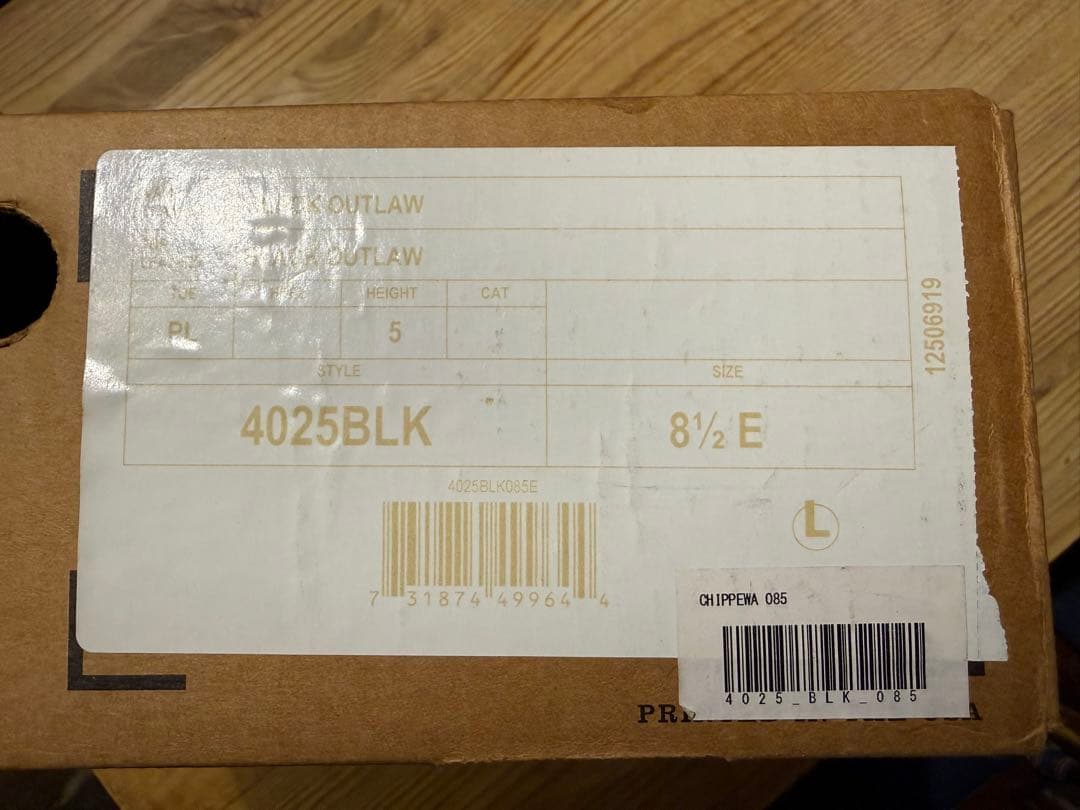 OUTLAW
OUTLAW
HEIGHT CAT
PL 5
STYLE SIZE
4025BLK 8½ E
4025BLK085E
7 31874 49964 4
L
12506919
CHIPPEWA 085
4025_BLK_085